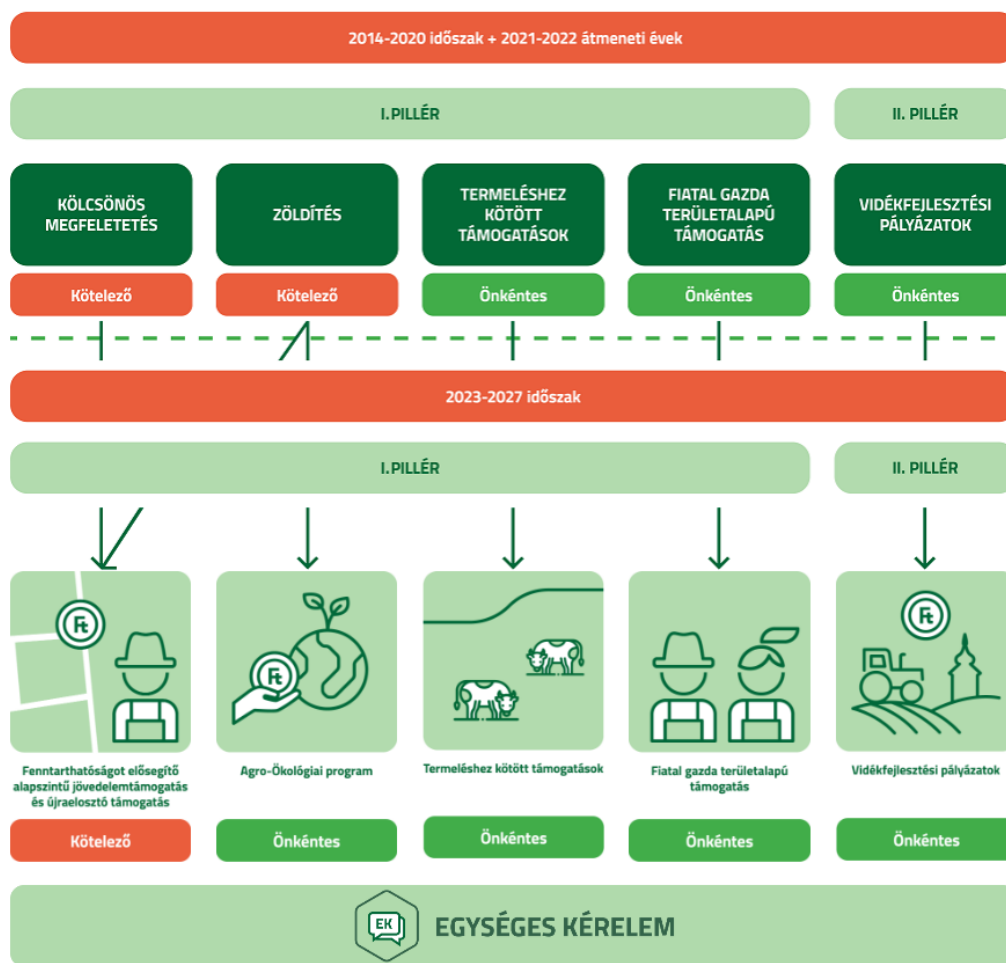 2014-2020 időszak + 2021-2022 átmeneti évek
I.PILLÉR
II. PILLÉR
KÖLCSÖNÖS
MEGFELETETÉS
ZÖLDÍTÉS
TERMELÉSHEZ
KÖTÖTT
TÁMOGATÁSOK
FIATAL GAZDA
TERÜLETALAPÚ
TÁMOGATÁS
VIDÉKFEJLESZTÉSI
PÁLYÁZATOK
Kötelező
Kötelező
Önkéntes
Önkéntes
Önkéntes
2023-2027 időszak
I.PILLÉR
II. PILLÉR
Ft
Ft
Ft
Fenntarthatóságot elősegítő
alapszintű jövedelemtámogatás
és újraelosztó támogatás
Agro-Ökológiai program
Termeléshez kötött támogatások
Fiatal gazda területalapú
támogatás
Vidékfejlesztési pályázatok
Kötelező
Önkéntes
Önkéntes
Önkéntes
Önkéntes
EK
EGYSÉGES KÉRELEM